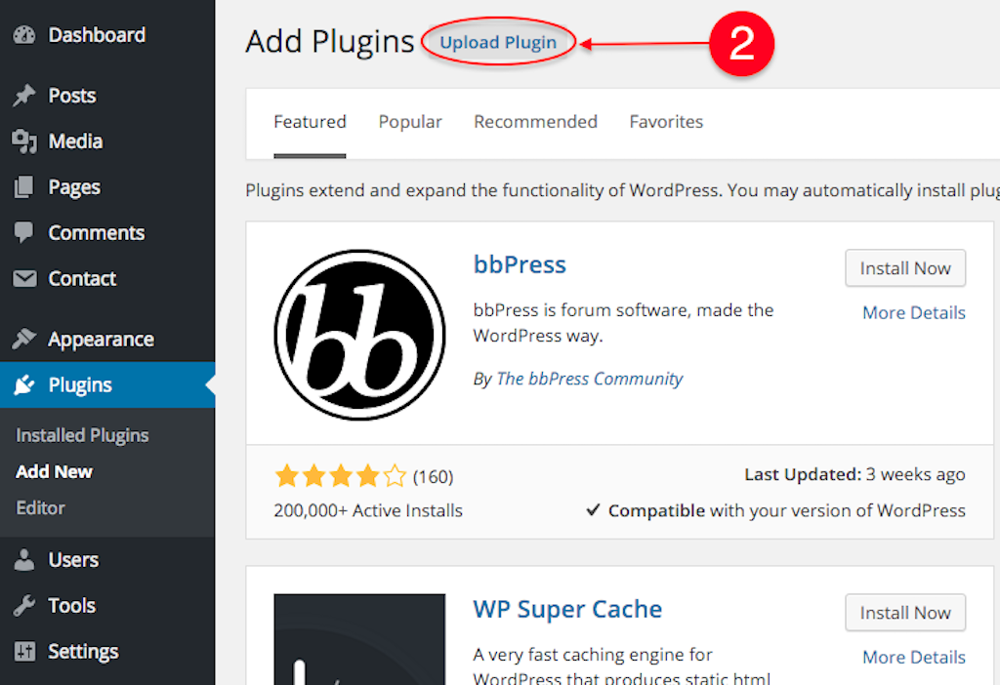 Dashboard
Posts
Media
Pages
Comments
Contact
Appearance
Plugins
Installed Plugins
Add New
Editor
Users
Tools
Settings
Add Plugins Upload Plugin 2
Featured Popular Recommended Favorites
Plugins extend and expand the functionality of WordPress. You may automatically install plug
bb
bbPress
Install Now
bbPress is forum software, made the
More Details
WordPress way.
By The bbPress Community
(160)
Last Updated: 3 weeks ago
200,000+ Active Installs
Compatible with your version of WordPress
WP Super Cache
Install Now
A very fast caching engine for
More Details
WordPress that produces static html